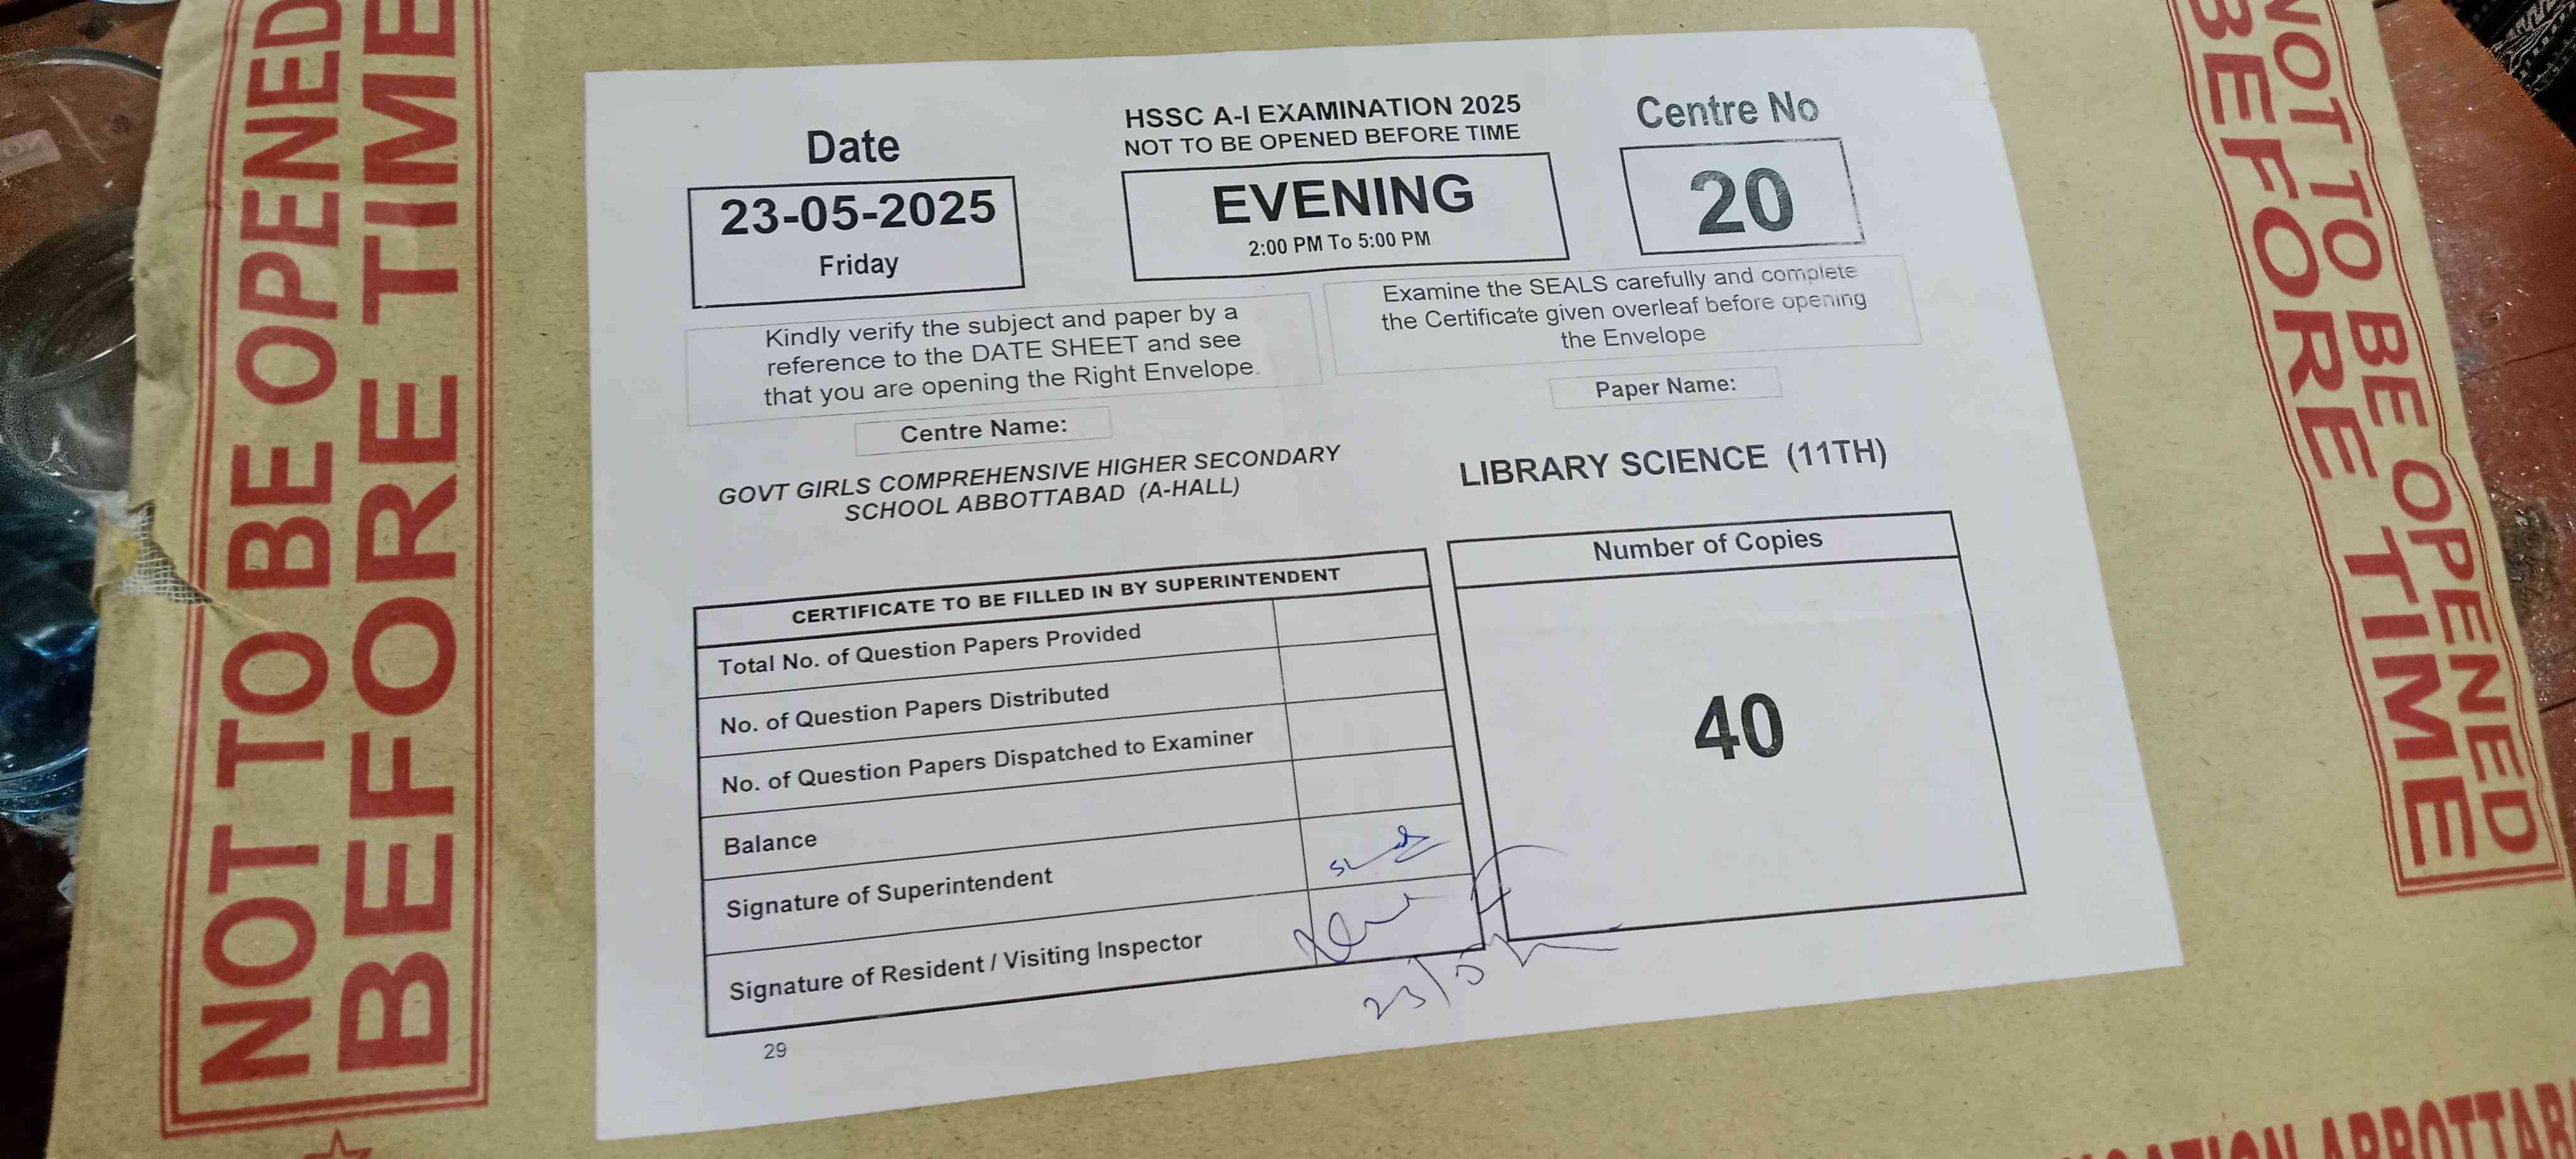 NOT TO BE OPENED
BEFORE TIME
HSSC A-I EXAMINATION 2025
NOT TO BE OPENED BEFORE TIME
Date
23-05-2025
Friday
EVENING
2:00 PM To 5:00 PM
Centre No
20
Kindly verify the subject and paper by a
reference to the DATE SHEET and see
that you are opening the Right Envelope.
Examine the SEALS carefully and complete
the Certificate given overleaf before opening
the Envelope
Centre Name:
GOVT GIRLS COMPREHENSIVE HIGHER SECONDARY
SCHOOL ABBOTTABAD (A-HALL)
Paper Name:
LIBRARY SCIENCE (11TH)
CERTIFICATE TO BE FILLED IN BY SUPERINTENDENT
Total No. of Question Papers Provided
No. of Question Papers Distributed
No. of Question Papers Dispatched to Examiner
Balance
Signature of Superintendent
Signature of Resident / Visiting Inspector
Number of Copies
40
29
NOT TO BE OPENED
BEFORE TIME